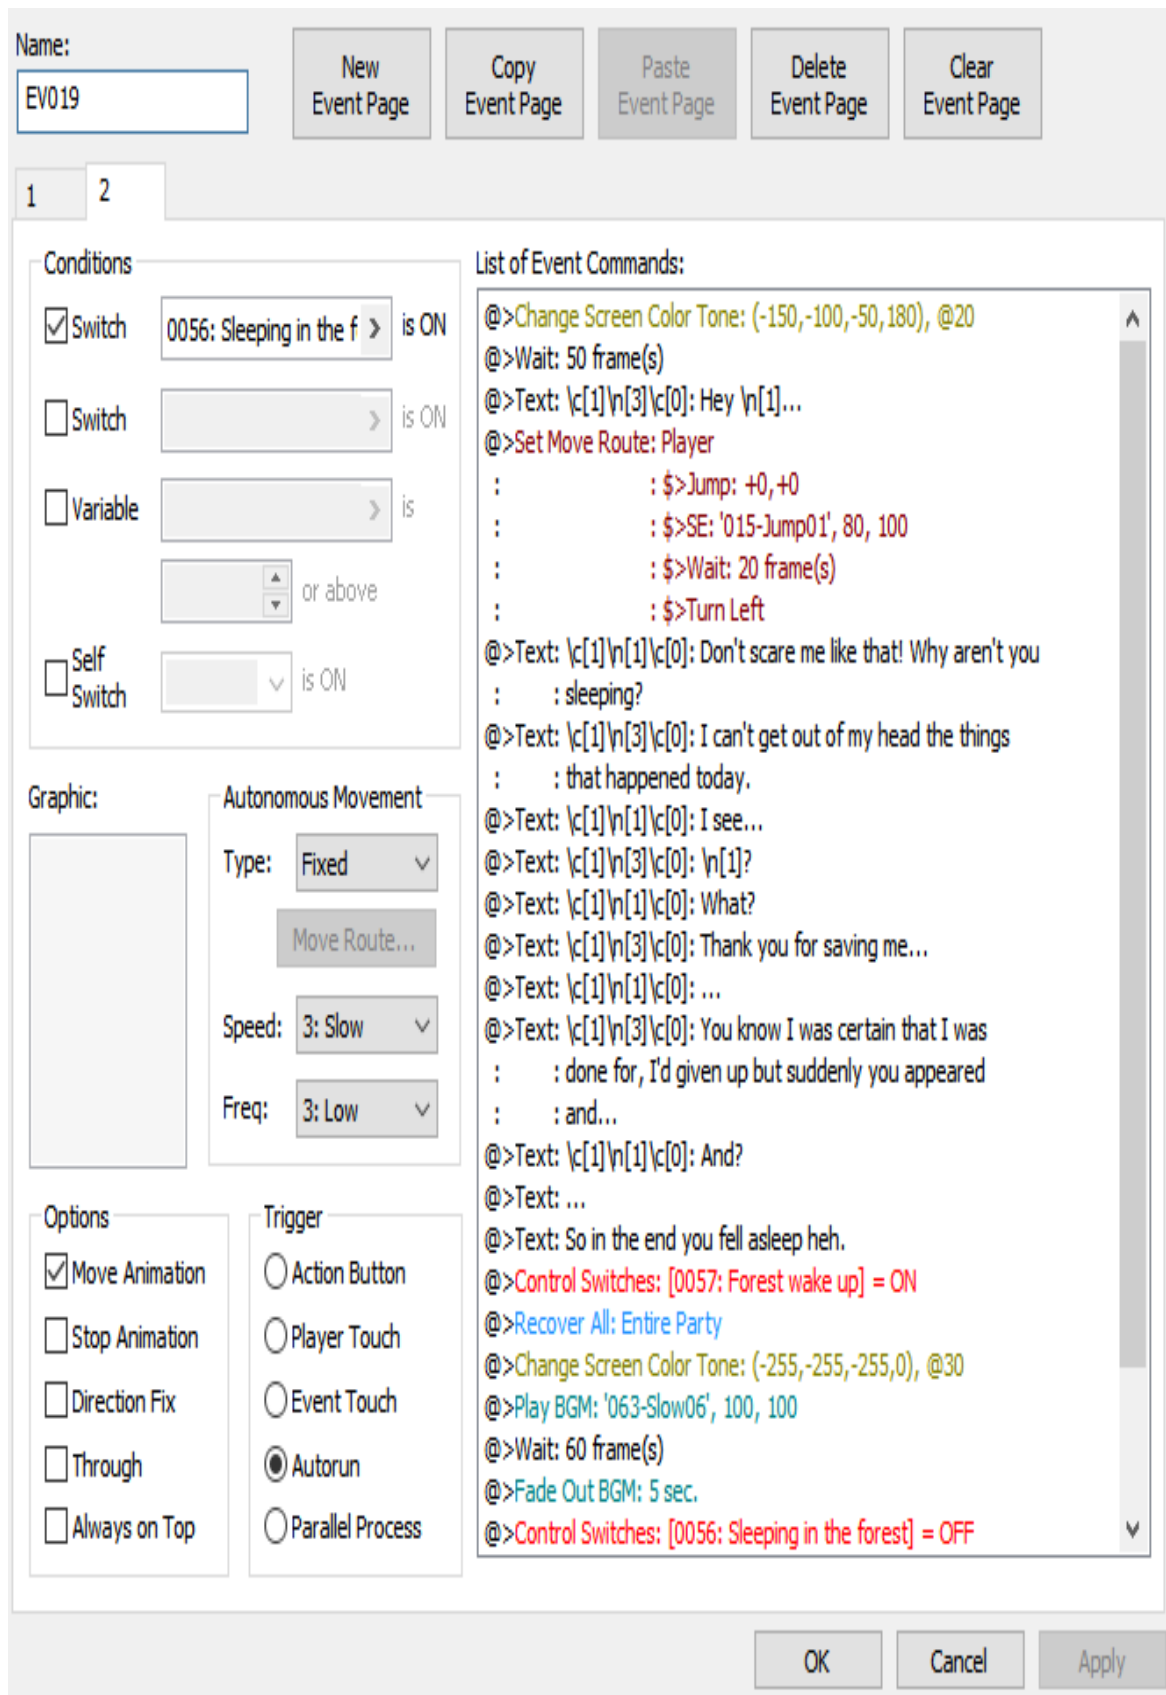 Name:
EV019
New
Event Page
Copy
Event Page
Paste
Event Page
Delete
Event Page
Clear
Event Page
1
2
Conditions
Switch
0056: Sleeping in the f
is ON
Switch
is ON
Variable
is
or above
Self
Switch
is ON
Graphic:
Autonomous Movement
Type:
Fixed
Move Route...
Speed:
3: Slow
Freq:
3: Low
Options
Move Animation
Stop Animation
Direction Fix
Through
Always on Top
Trigger
Action Button
Player Touch
Event Touch
Autorun
Parallel Process
List of Event Commands:
@>Change Screen Color Tone: (-150,-100,-50,180), @20
@>Wait: 50 frame(s)
@>Text: \c[1]\n[3]\c[0]: Hey \n[1]...
@>Set Move Route: Player
: : $>Jump: +0,+0
: : $>SE: '015-Jump01', 80, 100
: : $>Wait: 20 frame(s)
: : $>Turn Left
@>Text: \c[1]\n[1]\c[0]: Don't scare me like that! Why aren't you
: : sleeping?
@>Text: \c[1]\n[3]\c[0]: I can't get out of my head the things
: : that happened today.
@>Text: \c[1]\n[1]\c[0]: I see...
@>Text: \c[1]\n[3]\c[0]: \n[1]?
@>Text: \c[1]\n[1]\c[0]: What?
@>Text: \c[1]\n[3]\c[0]: Thank you for saving me...
@>Text: \c[1]\n[1]\c[0]: ...
@>Text: \c[1]\n[3]\c[0]: You know I was certain that I was
: : done for, I'd given up but suddenly you appeared
: : and...
@>Text: \c[1]\n[1]\c[0]: And?
@>Text: ...
@>Text: So in the end you fell asleep heh.
@>Control Switches: [0057: Forest wake up] = ON
@>Recover All: Entire Party
@>Change Screen Color Tone: (-255,-255,-255,0), @30
@>Play BGM: '063-Slow06', 100, 100
@>Wait: 60 frame(s)
@>Fade Out BGM: 5 sec.
@>Control Switches: [0056: Sleeping in the forest] = OFF
OK
Cancel
Apply